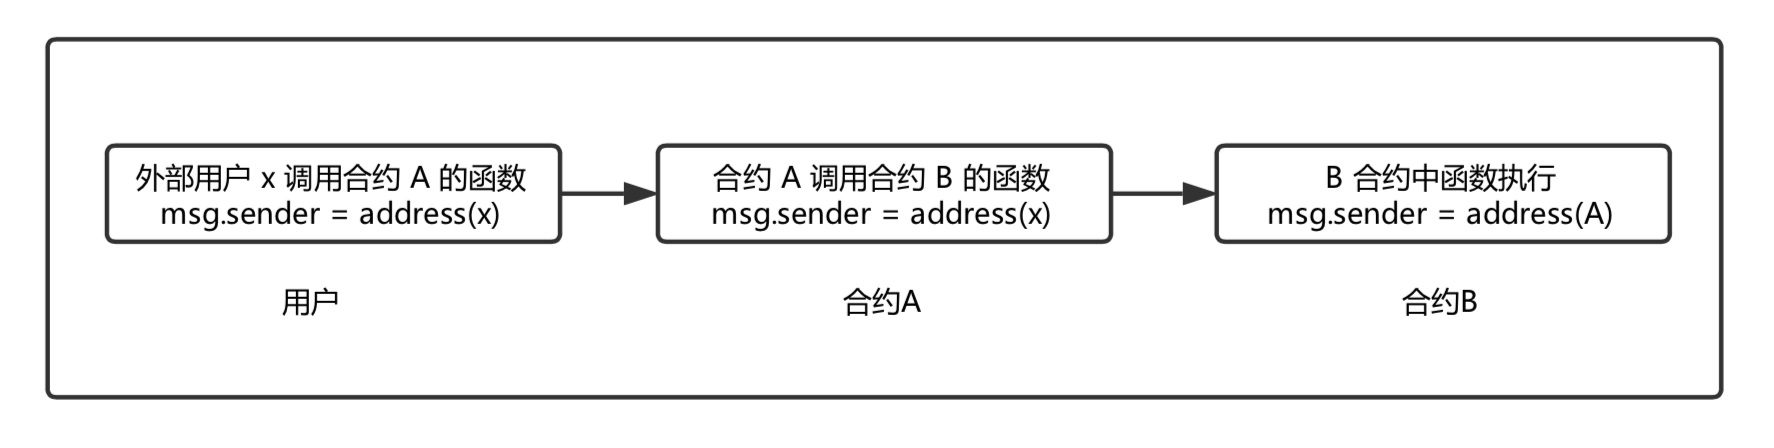 外部用户 x 调用合约 A 的函数
msg.sender = address(x)
合约 A 调用合约 B 的函数
msg.sender = address(x)
B 合约中函数执行
msg.sender = address(A)
用户
合约A
合约B